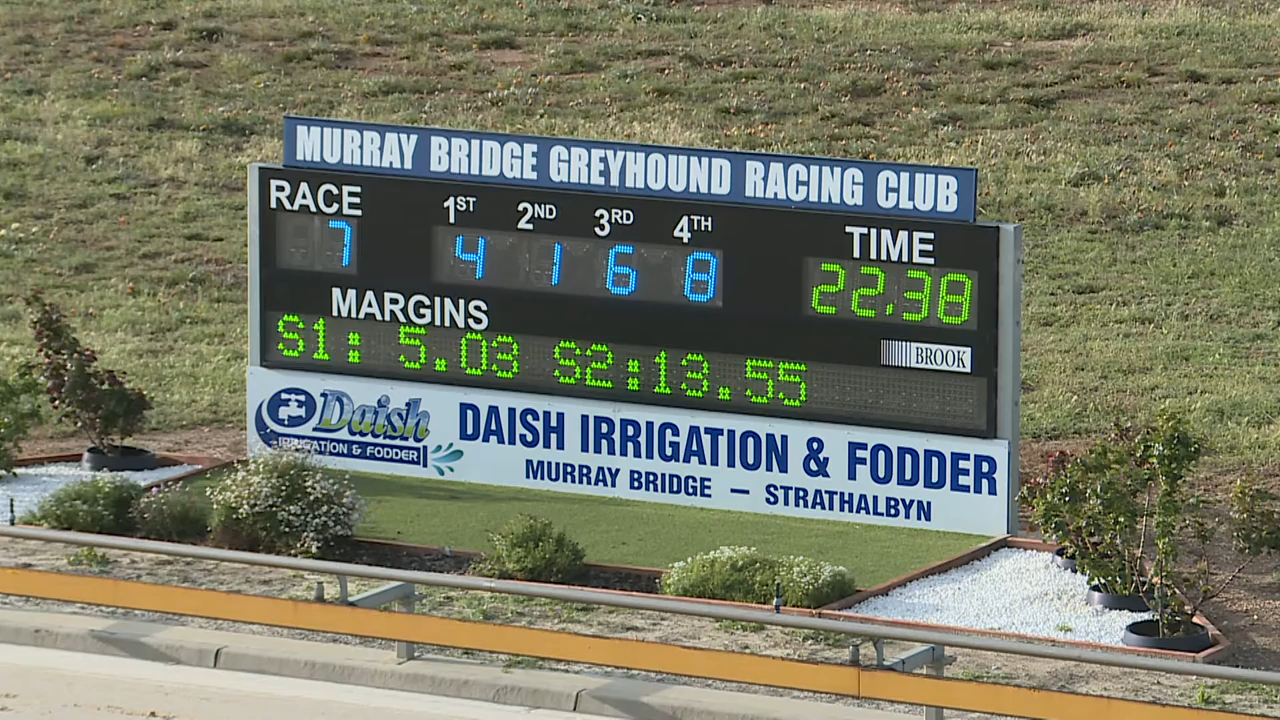 MURRAY BRIDGE GREYHOUND RACING CLUB
RACE 1ST 2ND 3RD 4TH TIME
7 4 1 6 8 22.38
MARGINS
BROOK
S1: 5.03 S2:13.55
Daish
IRRIGATION & FODDER
DAISH IRRIGATION & FODDER
MURRAY BRIDGE – STRATHALBYN